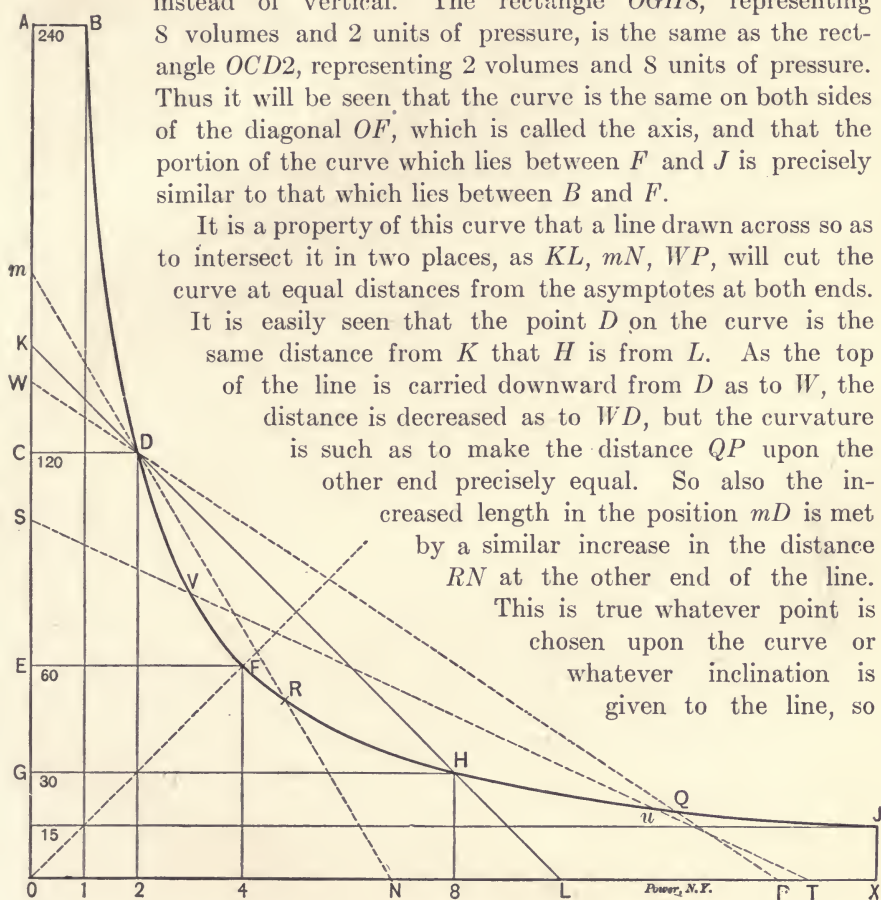 instead of vertical. The rectangle OGH8, representing
8 volumes and 2 units of pressure, is the same as the rect-
angle OCD2, representing 2 volumes and 8 units of pressure.
Thus it will be seen that the curve is the same on both sides
of the diagonal OF, which is called the axis, and that the
portion of the curve which lies between F and J is precisely
similar to that which lies between B and F.
It is a property of this curve that a line drawn across so as
to intersect it in two places, as KL, mN, WP, will cut the
curve at equal distances from the asymptotes at both ends.
It is easily seen that the point D on the curve is the
same distance from K that H is from L. As the top
of the line is carried downward from D as to W, the
distance is decreased as to WD, but the curvature
is such as to make the distance QP upon the
other end precisely equal. So also the in-
creased length in the position mD is met
by a similar increase in the distance
RN at the other end of the line.
This is true whatever point is
chosen upon the curve or
whatever inclination is
given to the line, so
A B
240
m
K
W
C D
120
S
V
E F
60
R
G H
30
Q
u
J
15
0 1 2 4 N 8 L Power, N.Y. P T X